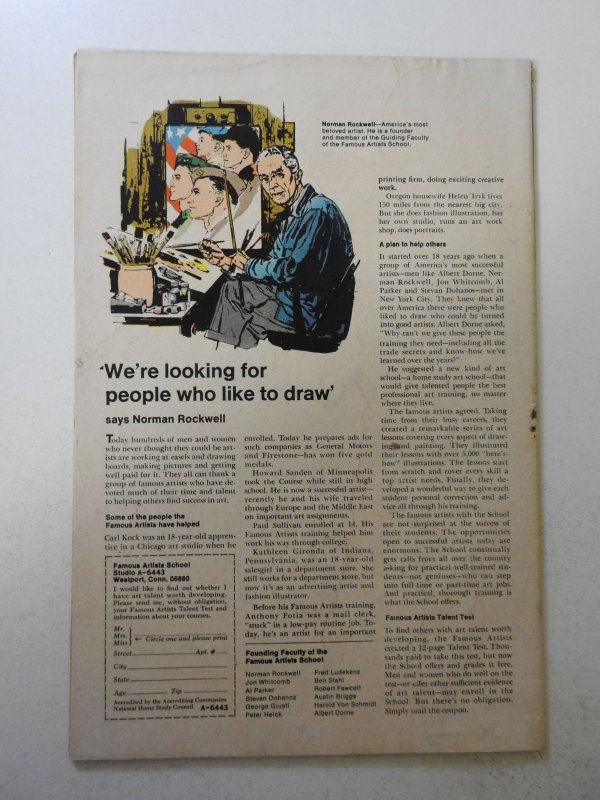 Norman Rockwell—America's most
beloved artist. He is a founder
and member of the Guiding Faculty
of the Famous Artists School.
'We're looking for
people who like to draw'
says Norman Rockwell
Today hundreds of men and women
who never thought they could be art-
ists are working at easels and drawing
boards, making pictures and getting
well paid for it. They all can thank a
group of famous artists who have de-
voted much of their time and talent
to helping others find success in art.
Some of the people the
Famous Artists have helped
Carl Kock was an 18-year-old appren-
tice in a Chicago art studio when he
Famous Artists School
Studio A-6443
Westport, Conn. 06880
I would like to find out whether I
have art talent worth developing.
Please send me, without obligation,
your Famous Artists Talent Test and
information about your courses.
Mr.
Mrs. ← Circle one and please print
Miss
Street Apt. #
City
State
Age Zip
Accredited by the Accrediting Commission
National Home Study Council A-6443
enrolled. Today he prepares ads for
such companies as General Motors
and Firestone—has won five gold
medals.
Howard Sanden of Minneapolis
took the Course while still in high
school. He is now a successful artist—
recently he and his wife traveled
through Europe and the Middle East
on important art assignments.
Paul Sullivan enrolled at 14. His
Famous Artists training helped him
work his way through college.
Kathleen Gironda of Indiana,
Pennsylvania, was an 18-year-old
salesgirl in a department store. She
still works for a department store, but
now it's as an advertising artist and
fashion illustrator.
Before his Famous Artists training,
Anthony Fotia was a mail clerk,
"stuck" in a low-pay routine job. To-
day, he's an artist for an important
Founding Faculty of the
Famous Artists School
Norman Rockwell
Jon Whitcomb
Al Parker
Stevan Dohanos
George Giusti
Peter Helck
Fred Ludekens
Ben Stahl
Robert Fawcett
Austin Briggs
Harold Von Schmidt
Albert Dorne
printing firm, doing exciting creative
work.
Oregon housewife Helen Tryk lives
150 miles from the nearest big city.
But she does fashion illustration, has
her own studio, runs an art work
shop, does portraits.
A plan to help others
It started over 18 years ago when a
group of America's most successful
artists—men like Albert Dorne, Nor-
man Rockwell, Jon Whitcomb, Al
Parker and Stevan Dohanos—met in
New York City. They knew that all
over America there were people who
liked to draw who could be turned
into good artists. Albert Dorne asked,
"Why can't we give these people the
training they need—including all the
trade secrets and know-how we've
learned over the years?"
He suggested a new kind of art
school—a home study art school—that
would give talented people the best
professional art training, no matter
where they live.
The famous artists agreed. Taking
time from their busy careers, they
created a remarkable series of art
lessons covering every aspect of draw-
ing and painting. They illustrated
their lessons with over 5,000 "here's-
how" illustrations. The lessons start
from scratch and cover every skill a
top artist needs. Finally, they de-
veloped a wonderful way to give each
student personal correction and ad-
vice all through his training.
The famous artists with the School
are not surprised at the success of
their students. The opportunities
open to successful artists today are
enormous. The School continually
gets calls from all over the country
asking for practical well-trained stu-
dents—not geniuses—who can step
into full-time or part-time art jobs.
And practical, thorough training is
what the School offers.
Famous Artists Talent Test
To find others with art talent worth
developing, the Famous Artists
created a 12-page Talent Test. Thou-
sands paid to take this test, but now
the School offers and grades it free.
Men and women who do well on the
test—or offer other sufficient evidence
of art talent—may enroll in the
School. But there's no obligation.
Simply mail the coupon.